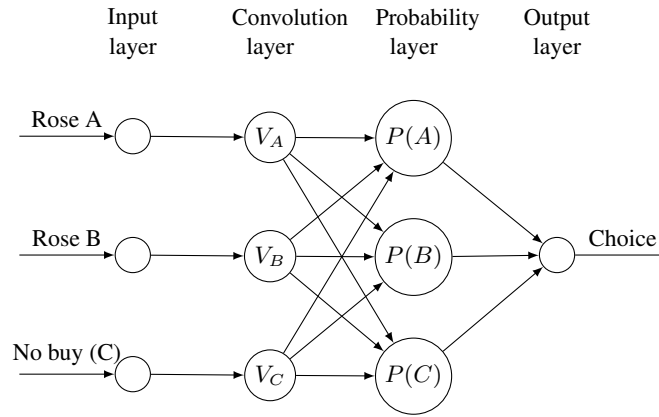 Input
layer
Convolution
layer
Probability
layer
Output
layer
Rose A
V_A
P(A)
Rose B
V_B
P(B)
Choice
No buy (C)
V_C
P(C)